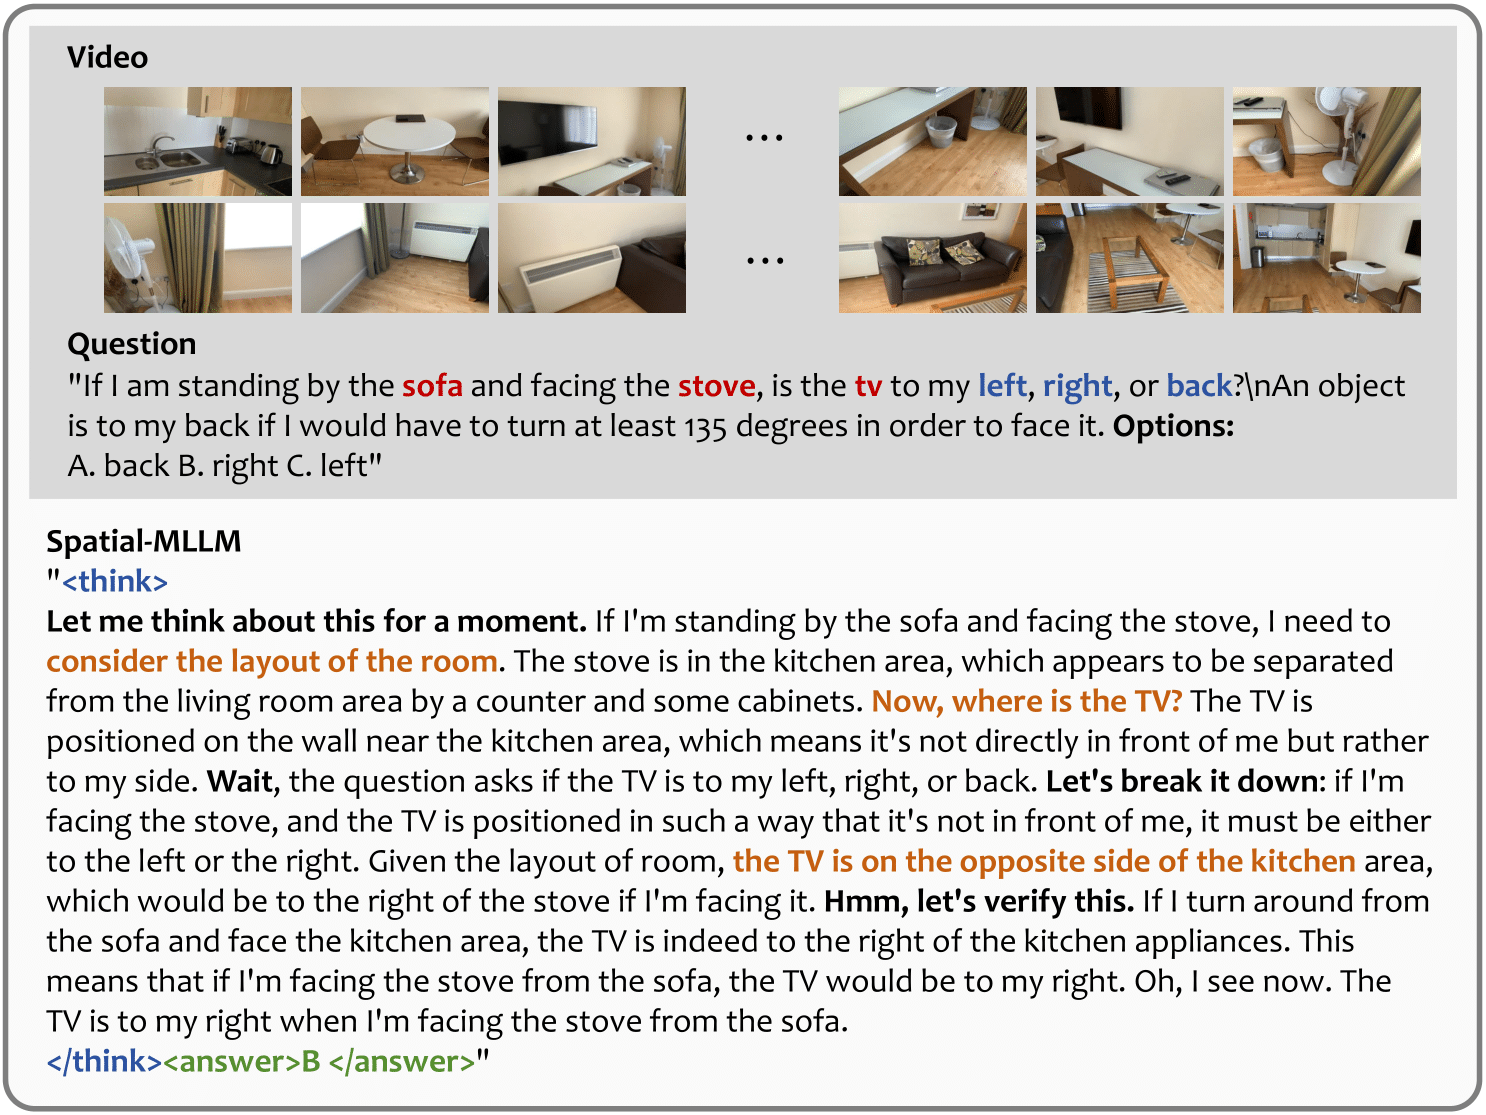 Video
...
...
Question
"If I am standing by the sofa and facing the stove, is the tv to my left, right, or back?\nAn object
is to my back if I would have to turn at least 135 degrees in order to face it. Options:
A. back B. right C. left"
Spatial-MLLM
"<think>
Let me think about this for a moment. If I'm standing by the sofa and facing the stove, I need to
consider the layout of the room. The stove is in the kitchen area, which appears to be separated
from the living room area by a counter and some cabinets. Now, where is the TV? The TV is
positioned on the wall near the kitchen area, which means it's not directly in front of me but rather
to my side. Wait, the question asks if the TV is to my left, right, or back. Let's break it down: if I'm
facing the stove, and the TV is positioned in such a way that it's not in front of me, it must be either
to the left or the right. Given the layout of room, the TV is on the opposite side of the kitchen area,
which would be to the right of the stove if I'm facing it. Hmm, let's verify this. If I turn around from
the sofa and face the kitchen area, the TV is indeed to the right of the kitchen appliances. This
means that if I'm facing the stove from the sofa, the TV would be to my right. Oh, I see now. The
TV is to my right when I'm facing the stove from the sofa.
</think><answer>B </answer>"